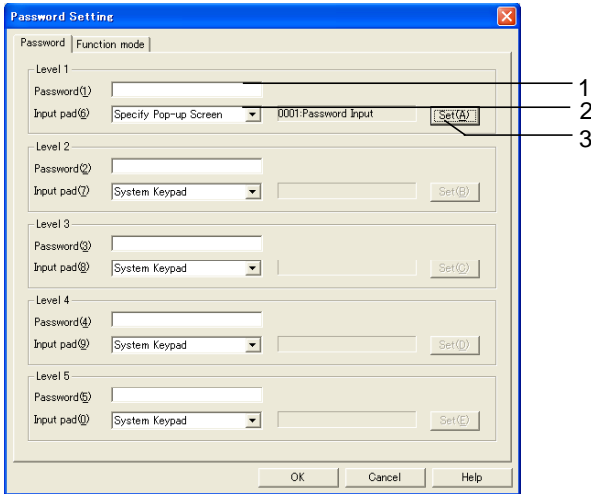 Password Setting
Password Function mode
Level 1
Password(1) 1
Input pad(6) Specify Pop-up Screen 0001:Password Input Set(A) 2
3
Level 2
Password(2)
Input pad(7) System Keypad Set(B)
Level 3
Password(3)
Input pad(8) System Keypad Set(C)
Level 4
Password(4)
Input pad(9) System Keypad Set(D)
Level 5
Password(5)
Input pad(0) System Keypad Set(E)
OK Cancel Help